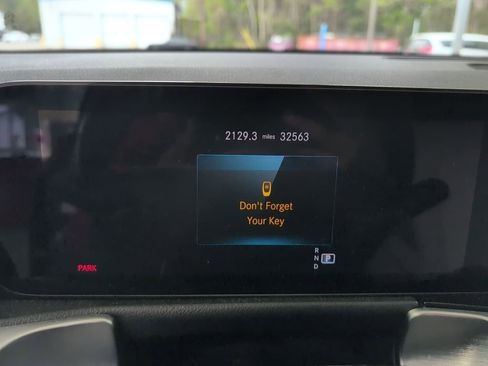 2129.3 miles 32563
Don't Forget
Your Key
R
N P
D
PARK